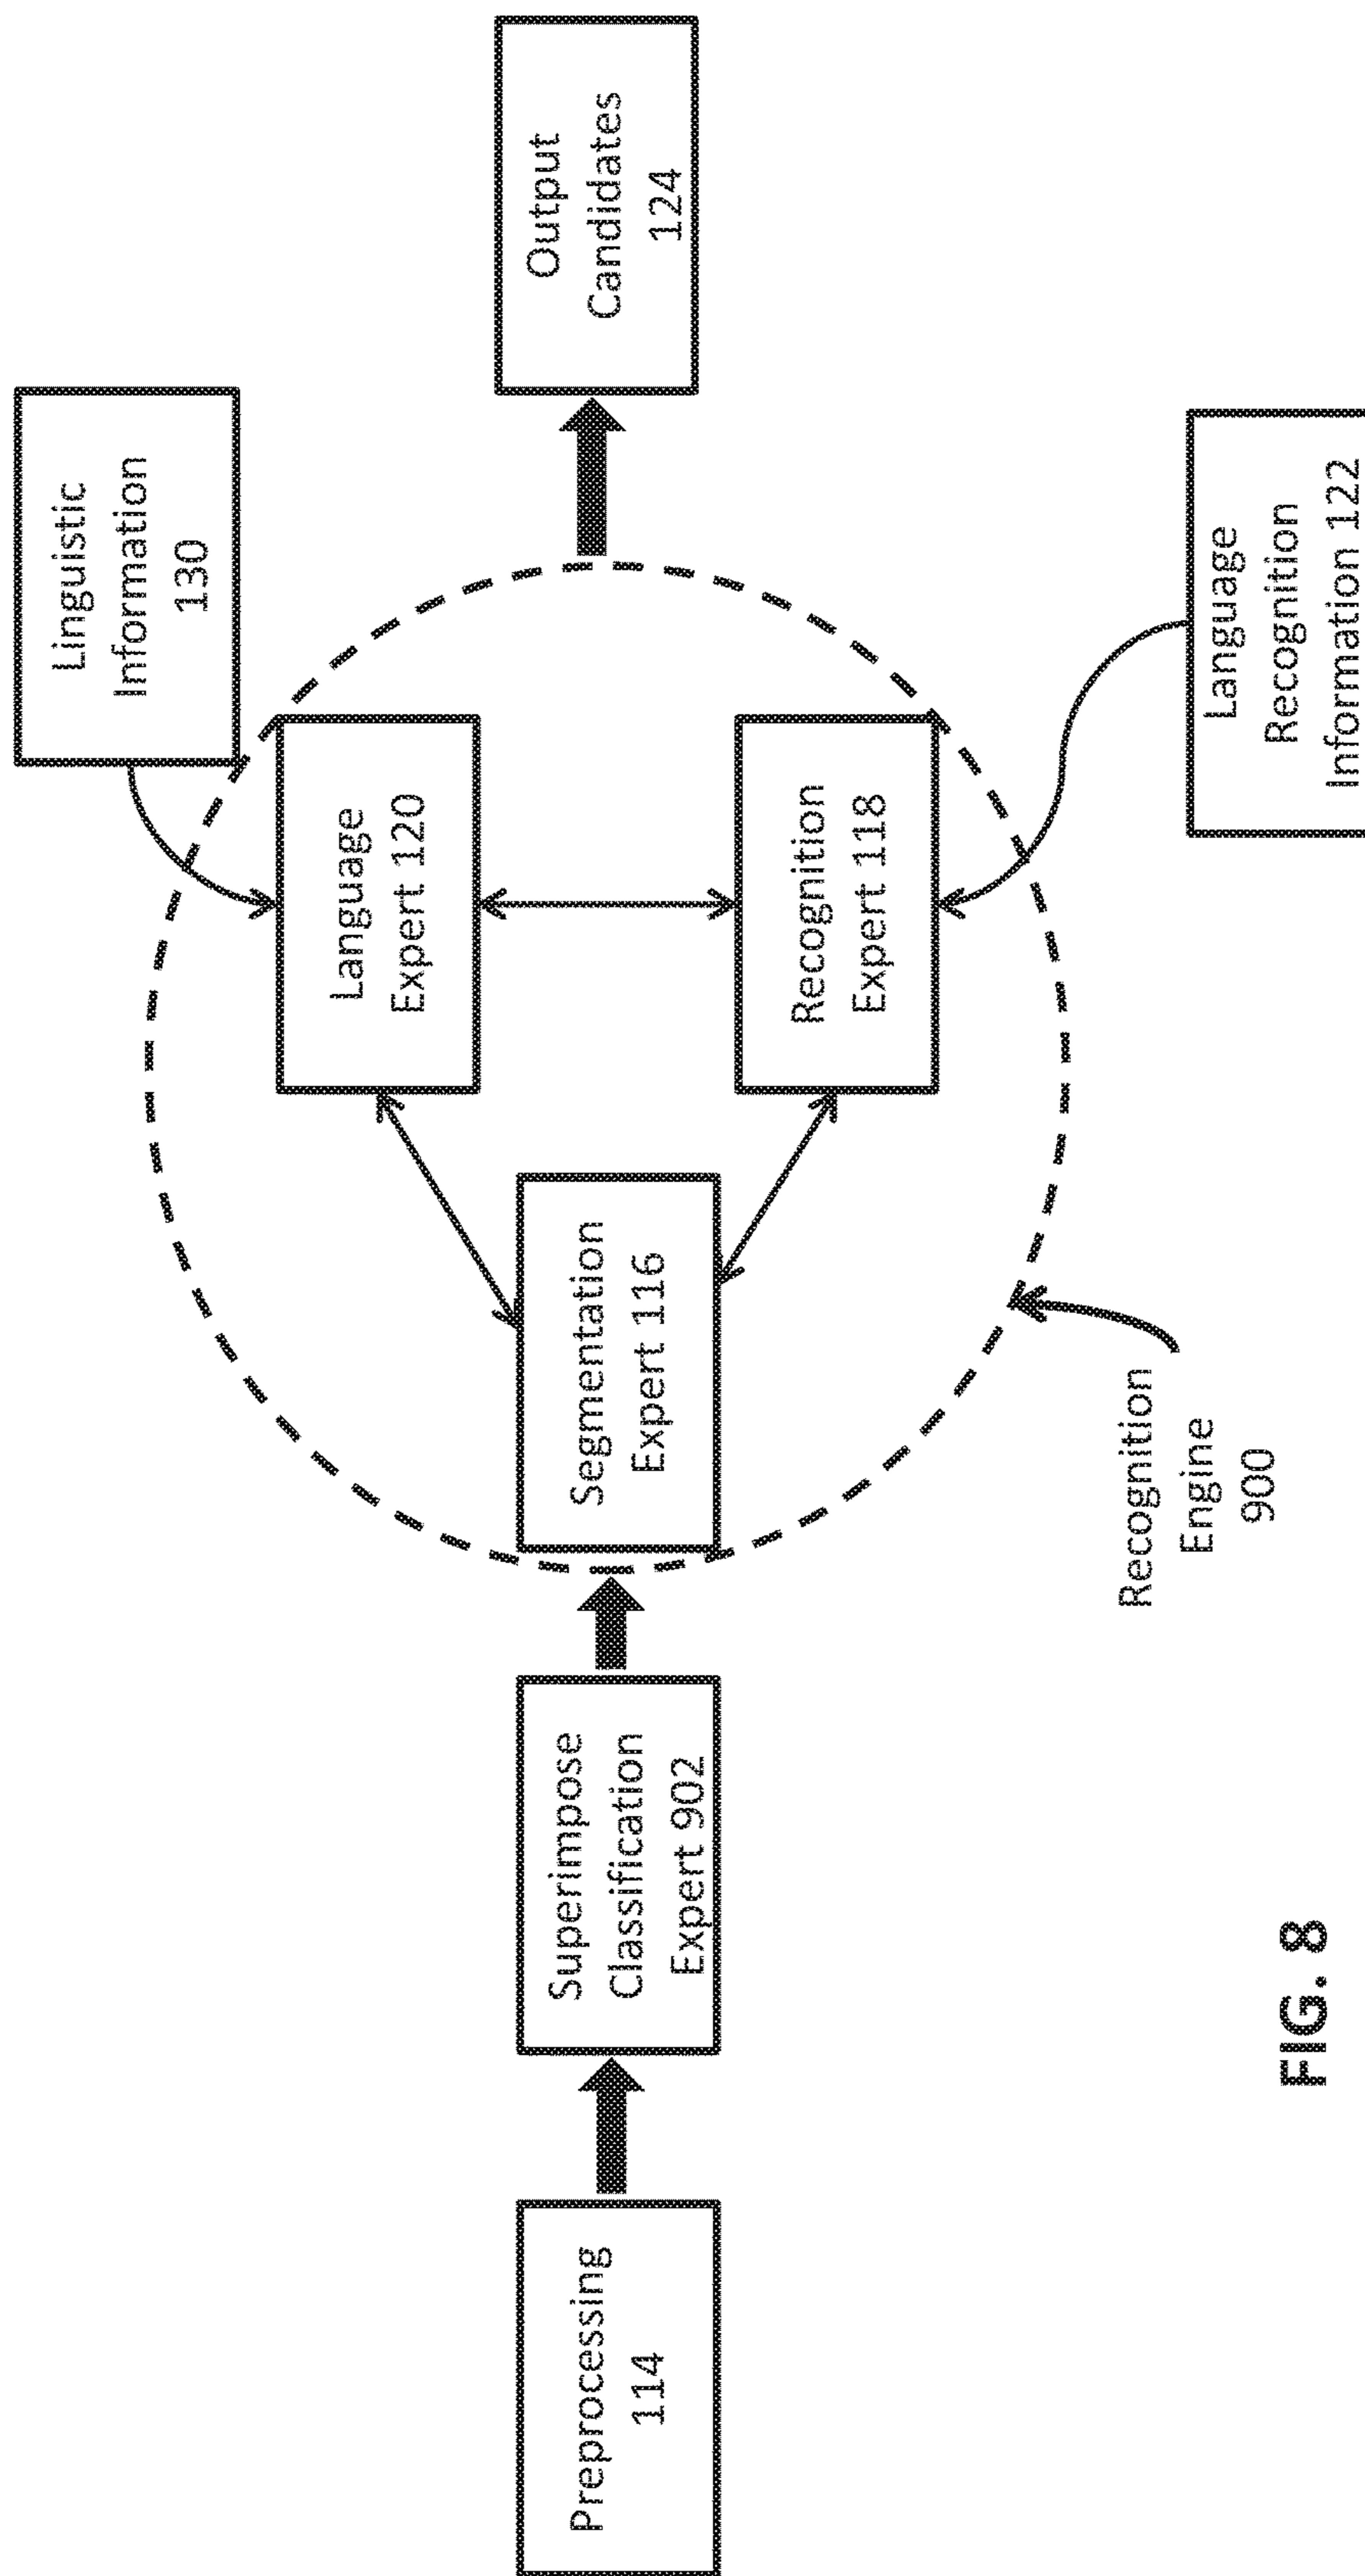 Preprocessing
114
Superimpose
Classification
Expert 902
Segmentation
Expert 116
Language
Expert 120
Recognition
Expert 118
Linguistic
Information
130
Language
Recognition
Information 122
Output
Candidates
124
Recognition
Engine
900
FIG. 8